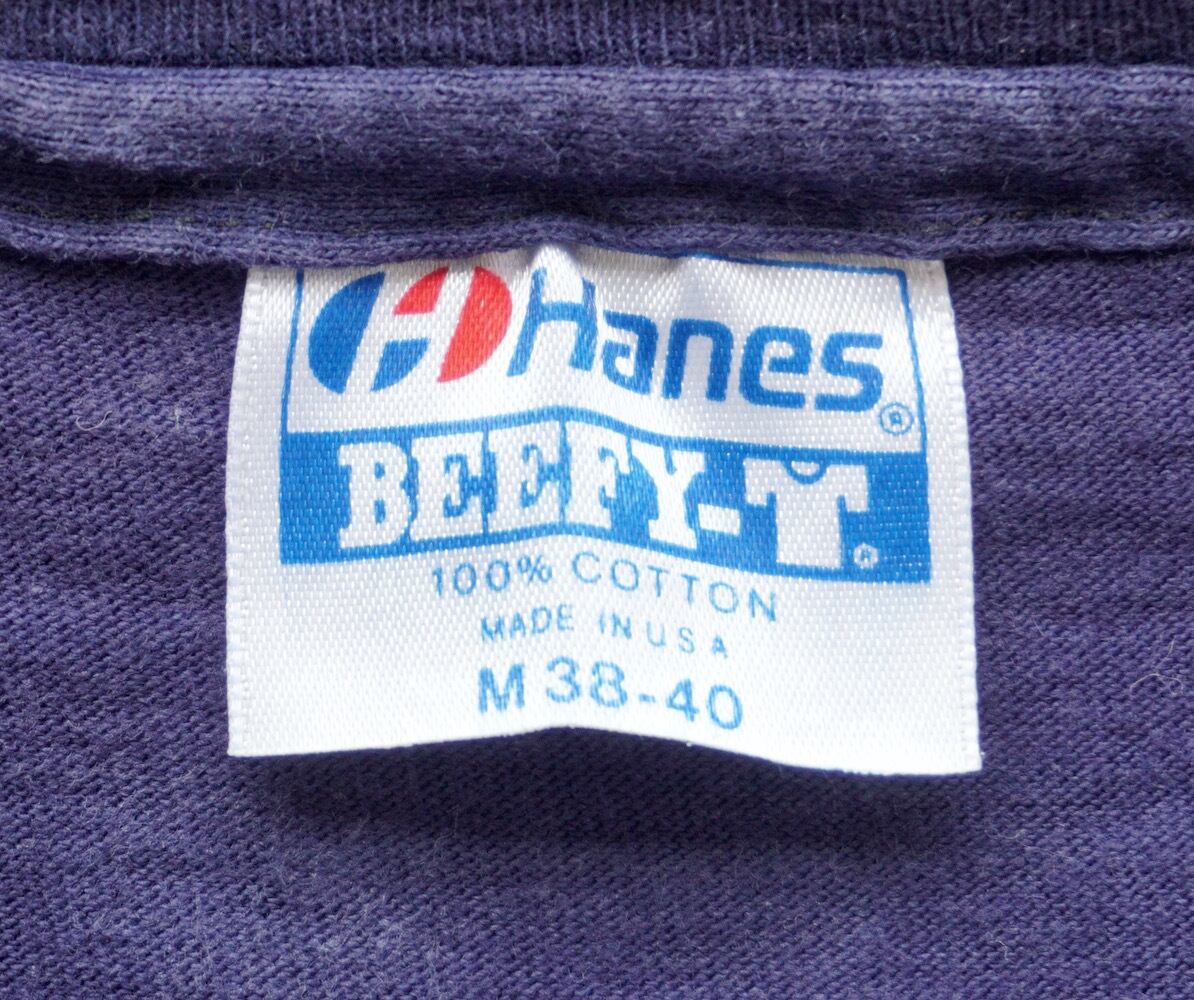 Hanes®
BEEFY-T®
100% COTTON
MADE IN USA
M 38-40